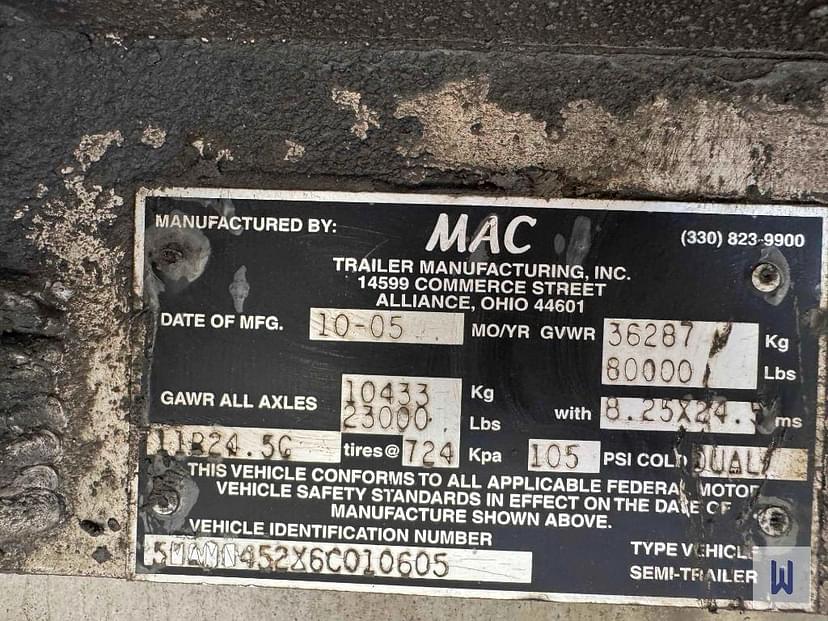 MANUFACTURED BY: MAC (330) 823-9900
TRAILER MANUFACTURING, INC.
14599 COMMERCE STREET
ALLIANCE, OHIO 44601
DATE OF MFG. 10-05 MO/YR GVWR 36287 Kg
80000 Lbs
GAWR ALL AXLES 10433 Kg
23000 Lbs with 8.25X24.5
tires @ 724 Kpa 105 PSI COLD DUAL
THIS VEHICLE CONFORMS TO ALL APPLICABLE FEDERAL MOTOR
VEHICLE SAFETY STANDARDS IN EFFECT ON THE DATE OF
MANUFACTURE SHOWN ABOVE.
VEHICLE IDENTIFICATION NUMBER
TYPE VEHICLE
SEMI-TRAILER
W